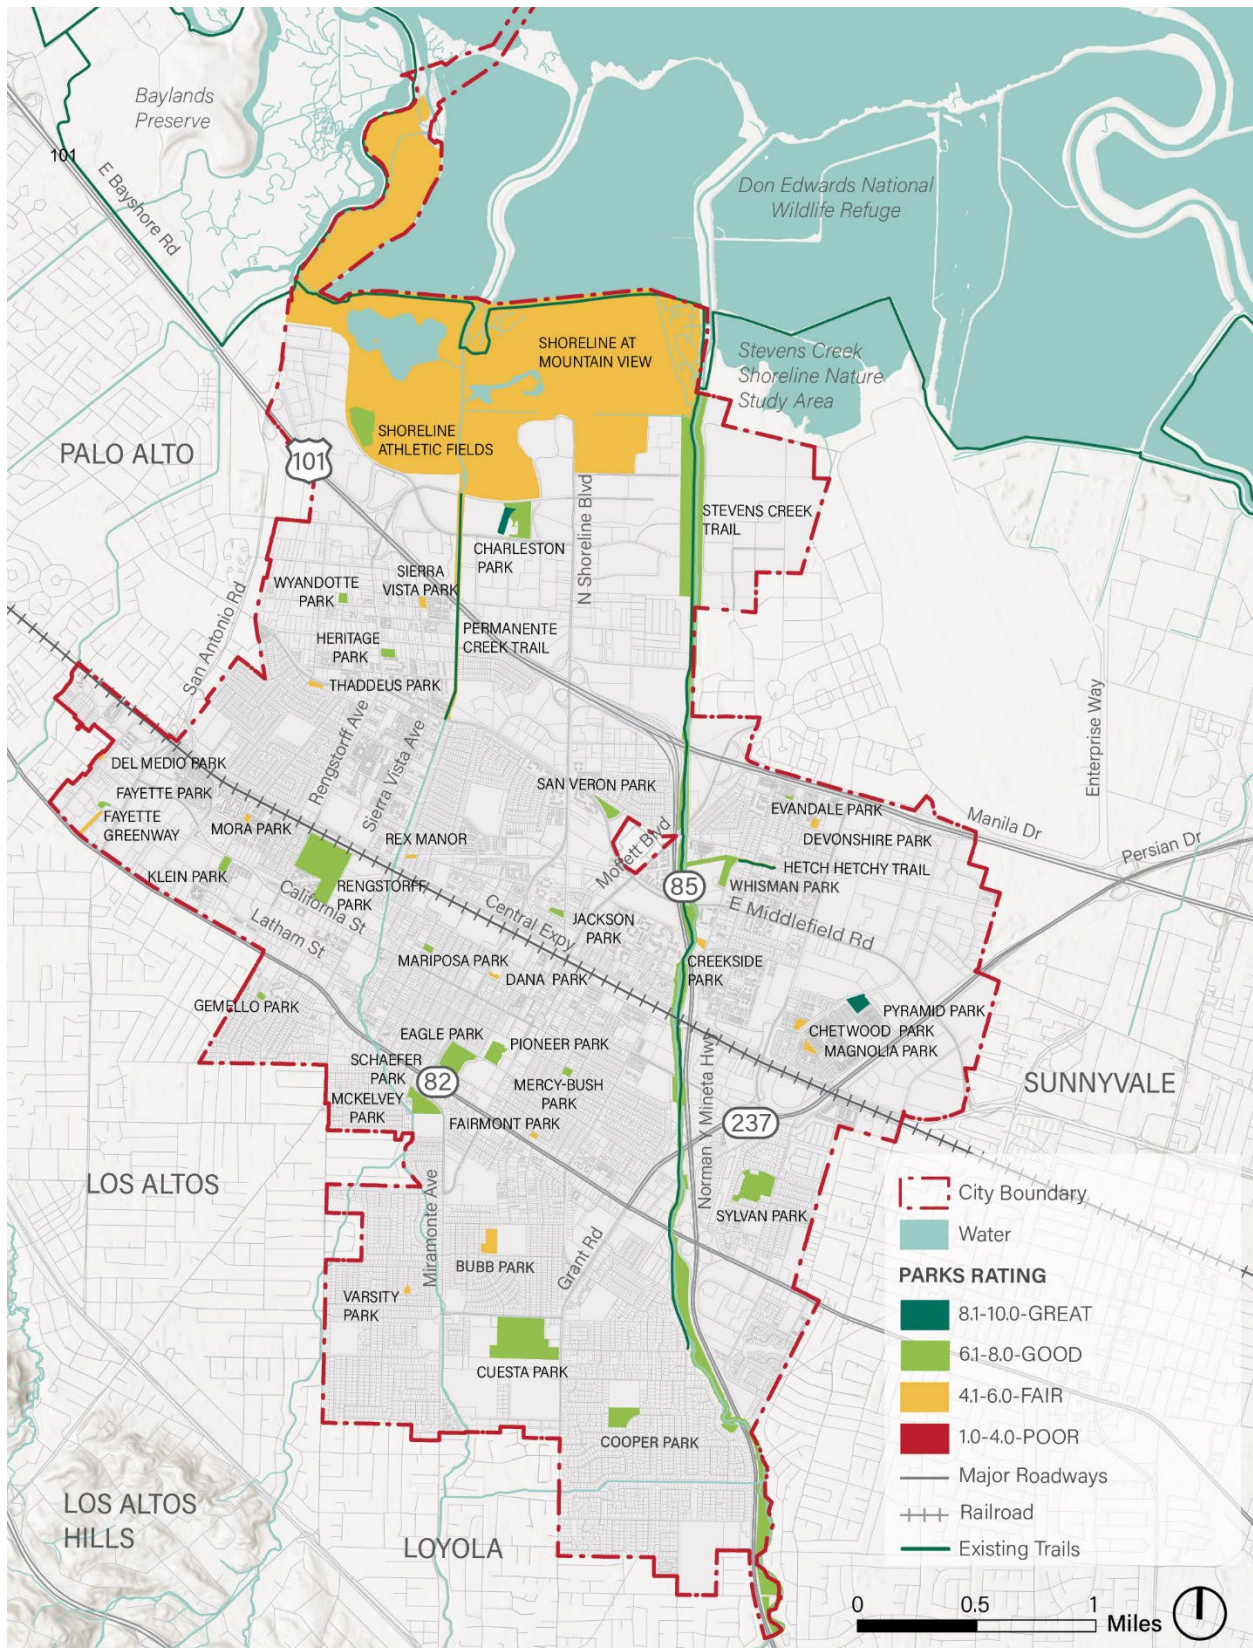 Baylands
Preserve
101
E Bayshore Rd
Don Edwards National
Wildlife Refuge
SHORELINE AT
MOUNTAIN VIEW
Stevens Creek
Shoreline Nature
Study Area
SHORELINE
ATHLETIC FIELDS
PALO ALTO
101
N Shoreline Blvd
STEVENS CREEK
TRAIL
CHARLESTON
PARK
WYANDOTTE
PARK
SIERRA
VISTA PARK
San Antonio Rd
PERMANENTE
CREEK TRAIL
HERITAGE
PARK
THADDEUS PARK
Rengstorff Ave
Sierra Vista Ave
Enterprise Way
DEL MEDIO PARK
FAYETTE PARK
FAYETTE
GREENWAY
MORA PARK
SAN VERON PARK
EVANDALE PARK
DEVONSHIRE PARK
Manila Dr
Persian Dr
REX MANOR
Moffett Blvd
HETCH HETCHY TRAIL
WHISMAN PARK
85
KLEIN PARK
RENGSTORFF
PARK
California St
Latham St
Central Expy
JACKSON
PARK
E Middlefield Rd
MARIPOSA PARK
DANA PARK
CREEKSIDE
PARK
GEMELLO PARK
PYRAMID PARK
CHETWOOD PARK
MAGNOLIA PARK
EAGLE PARK
PIONEER PARK
SCHAEFER
PARK
82
MERCY-BUSH
PARK
MCKELVEY
PARK
FAIRMONT PARK
Norman Y Mineta Hwy
237
SUNNYVALE
LOS ALTOS
Miramonte Ave
SYLVAN PARK
BUBB PARK
Grant Rd
VARSITY
PARK
CUESTA PARK
COOPER PARK
LOS ALTOS
HILLS
LOYOLA
City Boundary
Water
PARKS RATING
8.1-10.0-GREAT
6.1-8.0-GOOD
4.1-6.0-FAIR
1.0-4.0-POOR
Major Roadways
Railroad
Existing Trails
0 0.5 1
Miles